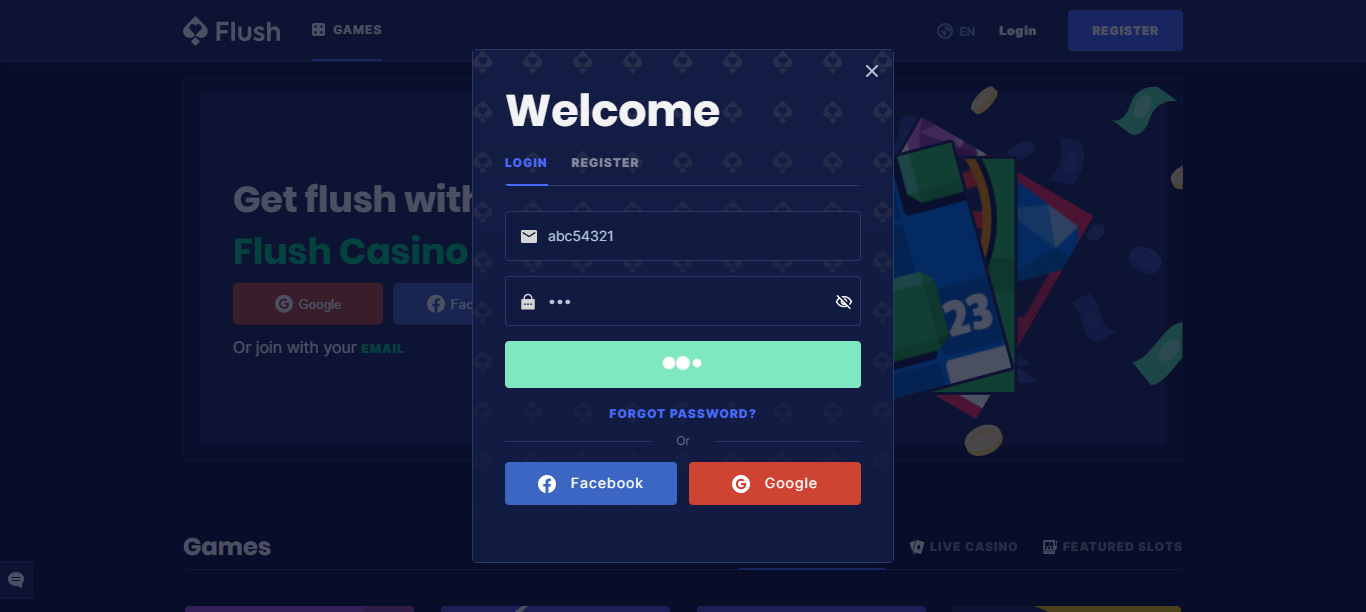 Flush
GAMES
EN
Login
REGISTER
Welcome
LOGIN
REGISTER
Get flush with
Flush Casino
Google
Fac
Or join with your EMAIL
abc54321
•••
FORGOT PASSWORD?
Or
Facebook
Google
23
Games
LIVE CASINO
FEATURED SLOTS